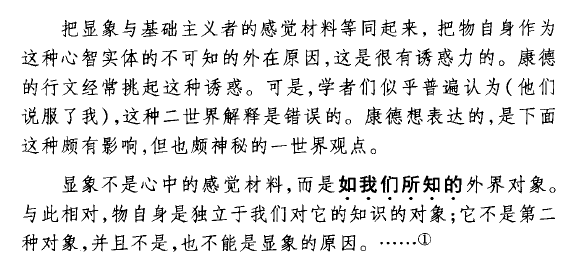 把显象与基础主义者的感觉材料等同起来，把物自身作为
这种心智实体的不可知的外在原因，这是很有诱惑力的。康德
的行文经常挑起这种诱惑。可是，学者们似乎普遍认为(他们
说服了我)，这种二世界解释是错误的。康德想表达的，是下面
这种颇有影响，但也颇神秘的一世界观点。
显象不是心中的感觉材料，而是如我们所知的外界对象。
与此相对，物自身是独立于我们对它的知识的对象；它不是第二
种对象，并且不是，也不能是显象的原因。……①